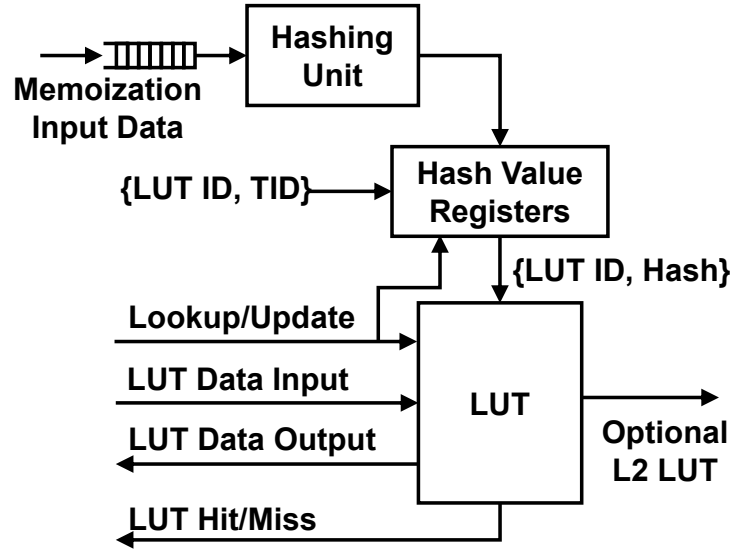 Hashing
Unit
Memoization
Input Data
{LUT ID, TID}
Hash Value
Registers
{LUT ID, Hash}
Lookup/Update
LUT Data Input
LUT
LUT Data Output
Optional
L2 LUT
LUT Hit/Miss